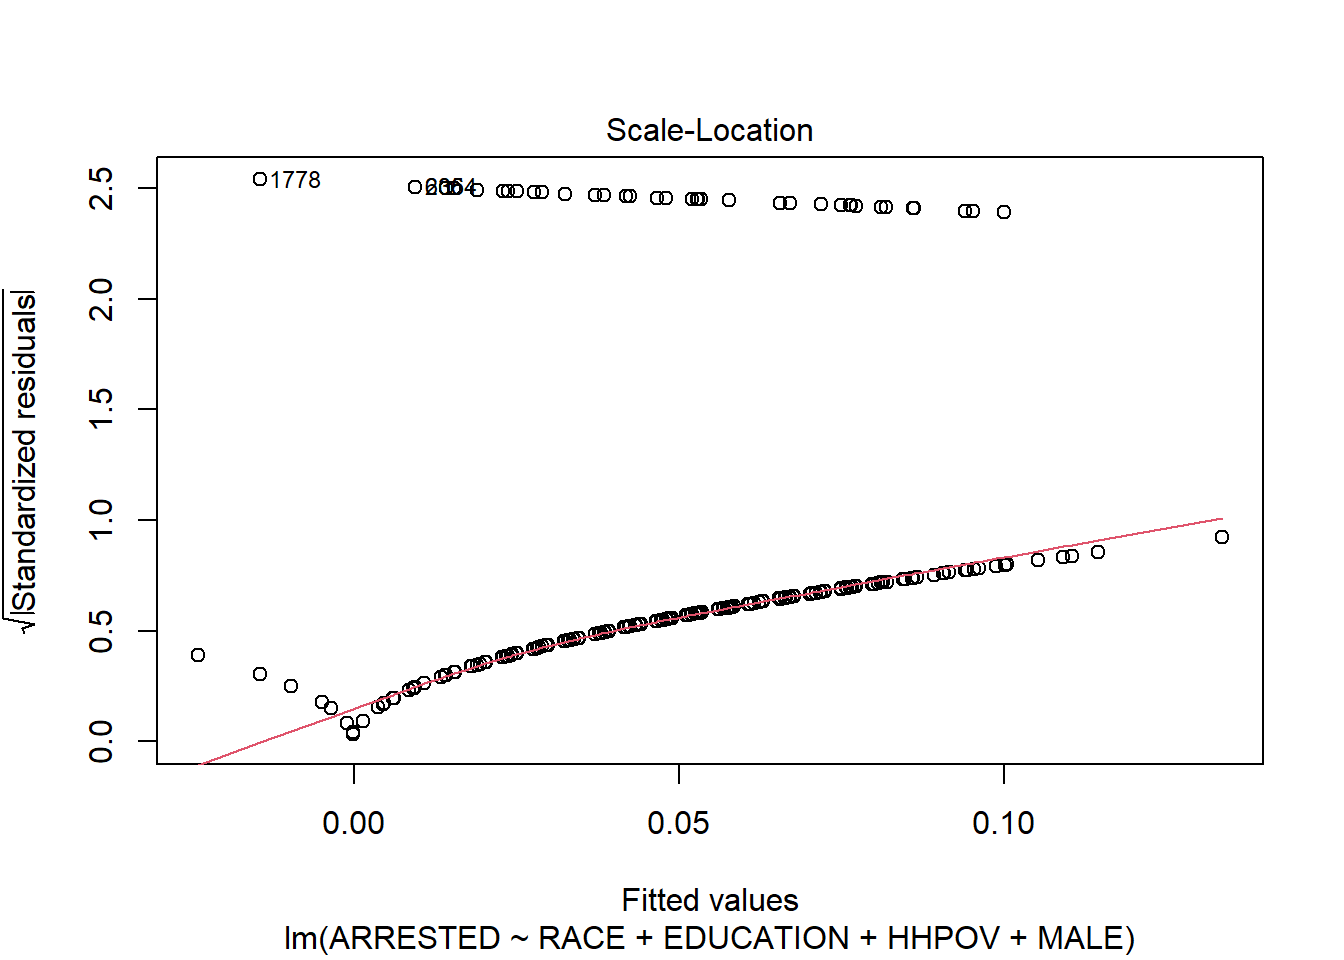 Scale-Location
√|Standardized residuals|
2.5
2.0
1.5
1.0
0.5
0.0
1778
0.00 0.05 0.10
Fitted values
lm(ARRESTED ~ RACE + EDUCATION + HHPOV + MALE)